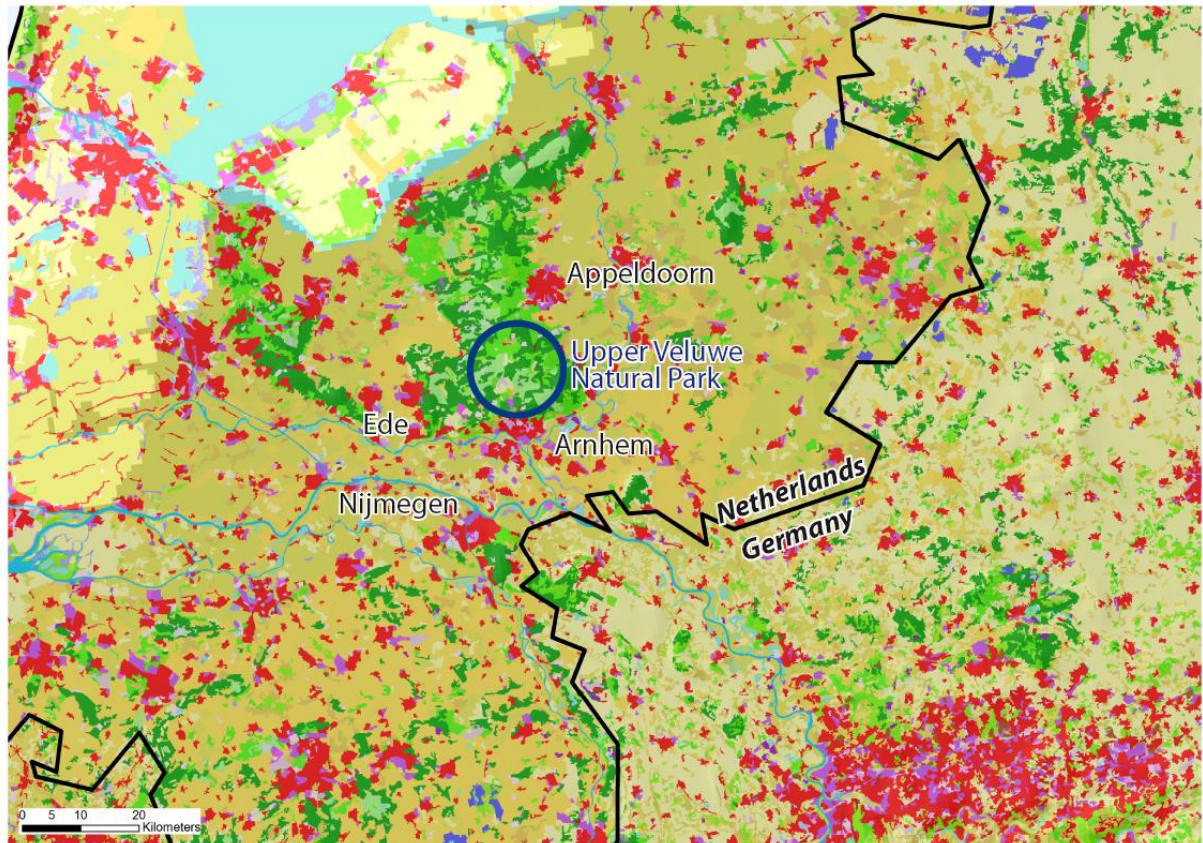 Appeldoorn
Upper Veluwe
Natural Park
Ede
Arnhem
Nijmegen
Netherlands
Germany
0 5 10 20
Kilometers